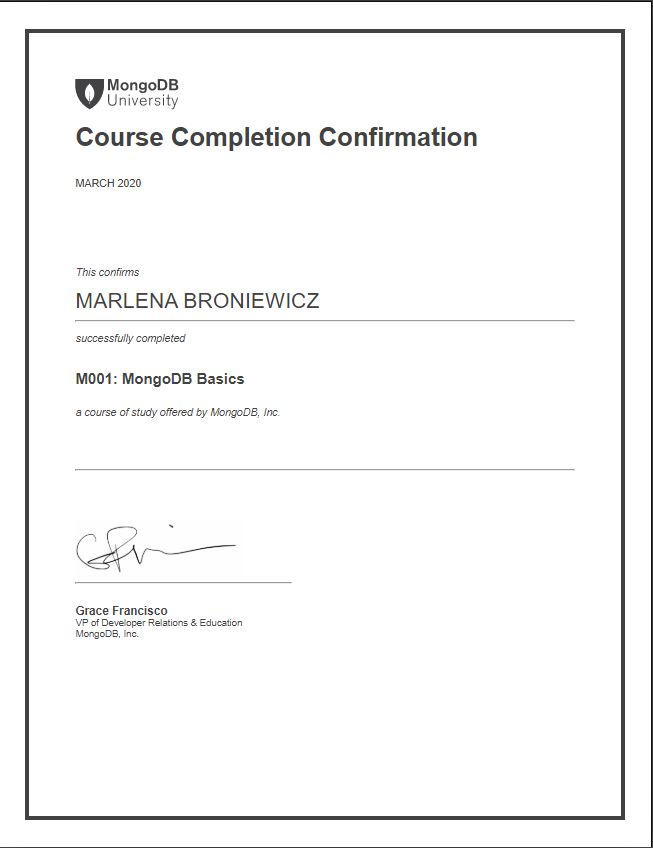 MongoDB
University
Course Completion Confirmation
MARCH 2020
This confirms
MARLENA BRONIEWICZ
successfully completed
M001: MongoDB Basics
a course of study offered by MongoDB, Inc.
Grace Francisco
VP of Developer Relations & Education
MongoDB, Inc.